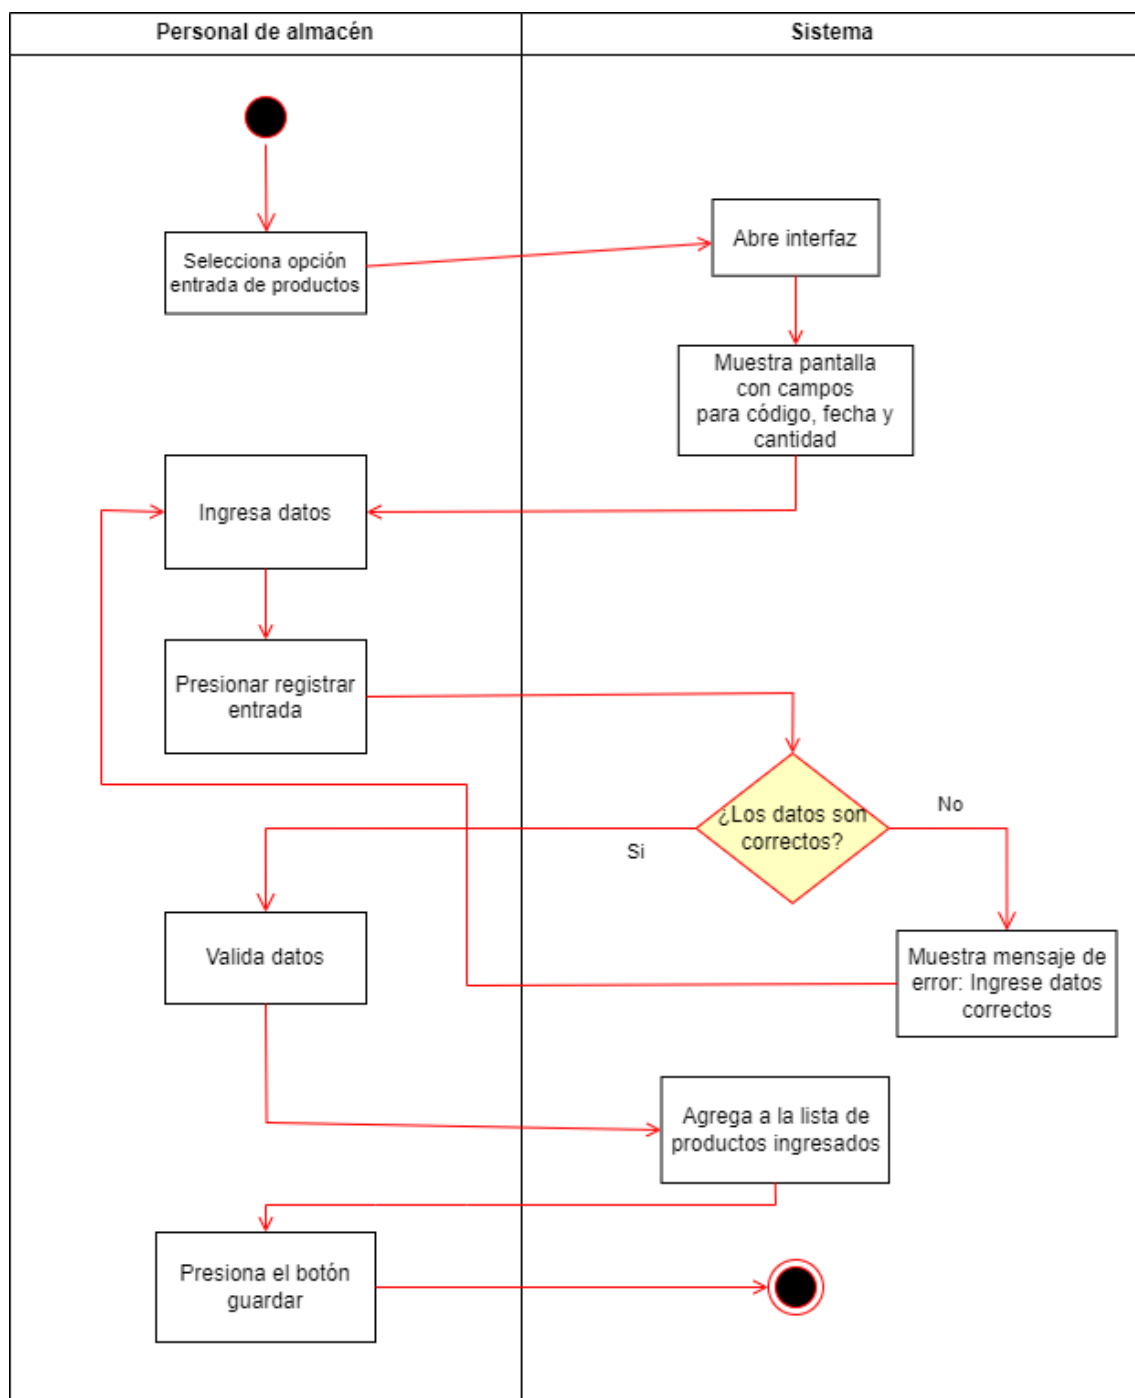 Personal de almacén
Sistema
Selecciona opción
entrada de productos
Abre interfaz
Muestra pantalla
con campos
para código, fecha y
cantidad
Ingresa datos
Presionar registrar
entrada
¿Los datos son
correctos?
No
Si
Valida datos
Muestra mensaje de
error: Ingrese datos
correctos
Agrega a la lista de
productos ingresados
Presiona el botón
guardar